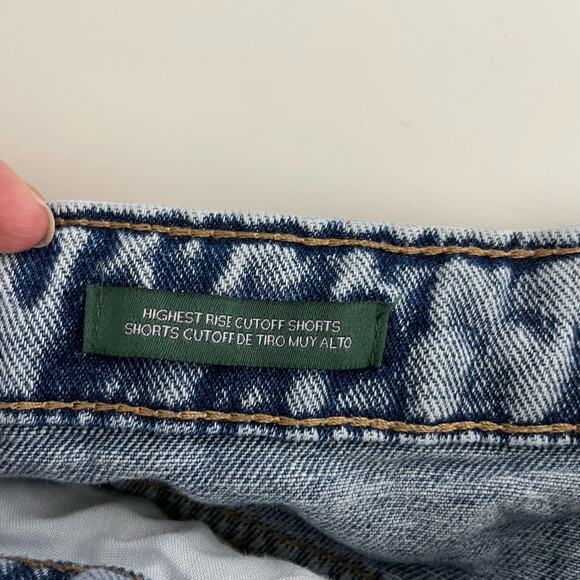 HIGHEST RISE CUTOFF SHORTS
SHORTS CUTOFF DE TIRO MUY ALTO